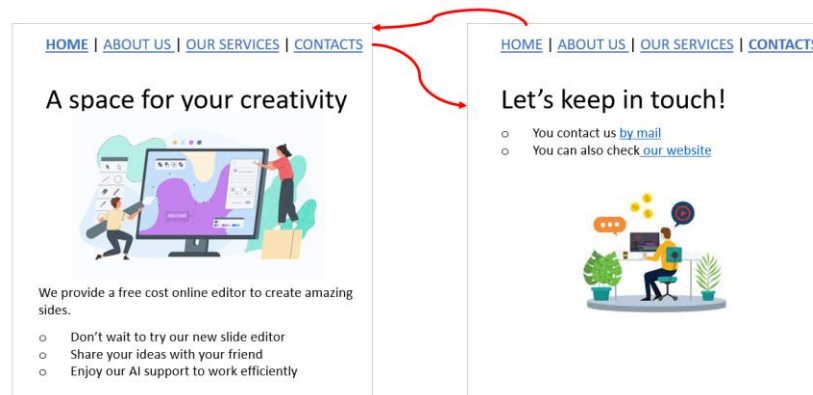 HOME | ABOUT US | OUR SERVICES | CONTACTS
A space for your creativity
We provide a free cost online editor to create amazing
sides.
o Don't wait to try our new slide editor
o Share your ideas with your friend
o Enjoy our AI support to work efficiently
HOME | ABOUT US | OUR SERVICES | CONTACTS
Let's keep in touch!
o You contact us by mail
o You can also check our website